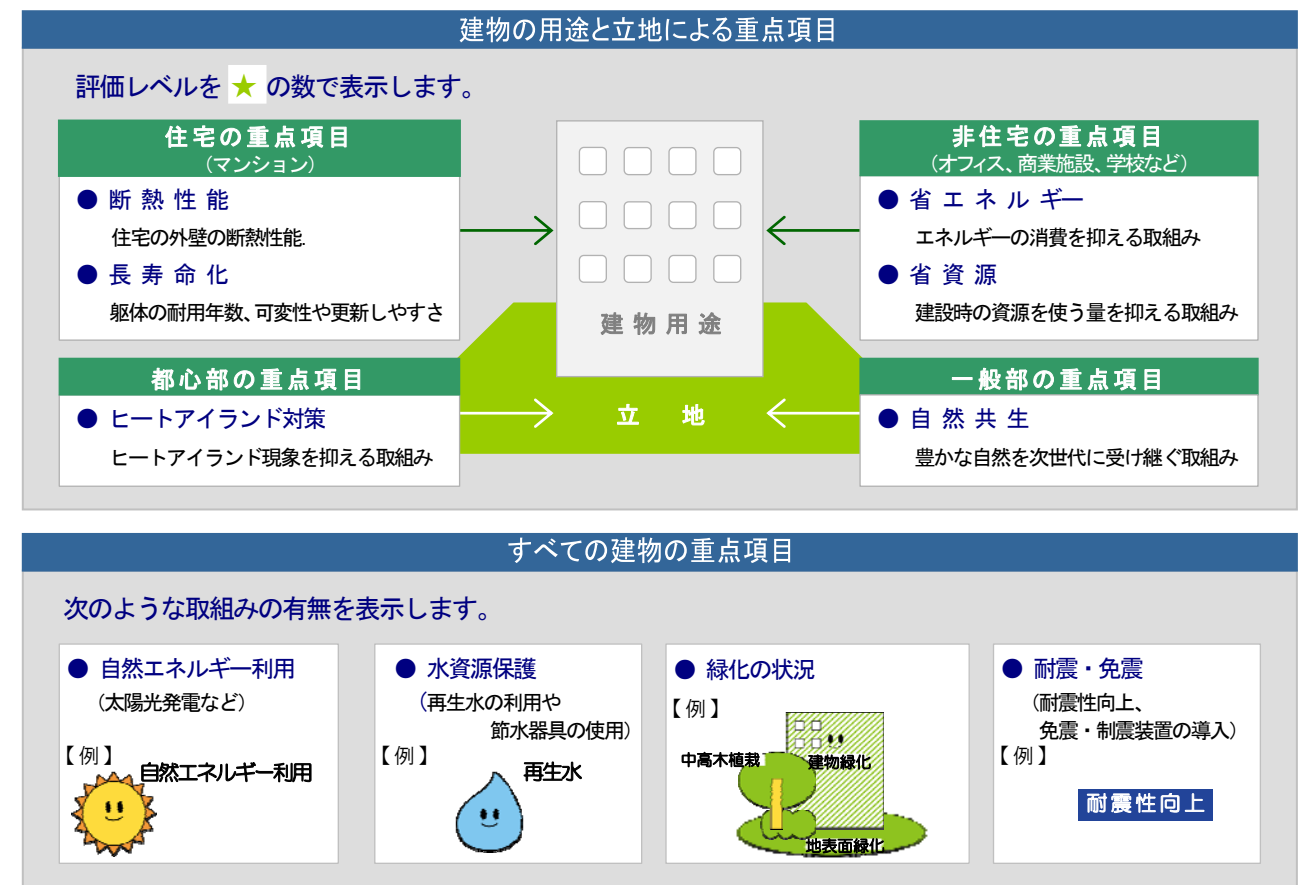 建物の用途と立地による重点項目
評価レベルを ★ の数で表示します。
住宅の重点項目
（マンション）
● 断熱性能
住宅の外壁の断熱性能.
● 長寿命化
躯体の耐用年数、可変性や更新しやすさ
都心部の重点項目
● ヒートアイランド対策
ヒートアイランド現象を抑える取組み
建物用途
立 地
非住宅の重点項目
（オフィス、商業施設、学校など）
● 省エネルギー
エネルギーの消費を抑える取組み
● 省資源
建設時の資源を使う量を抑える取組み
一般部の重点項目
● 自然共生
豊かな自然を次世代に受け継ぐ取組み
すべての建物の重点項目
次のような取組みの有無を表示します。
● 自然エネルギー利用
（太陽光発電など）
【例】
自然エネルギー利用
● 水資源保護
（再生水の利用や
節水器具の使用）
【例】
再生水
● 緑化の状況
【例】
中高木植栽
建物緑化
地表面緑化
● 耐震・免震
（耐震性向上、
免震・制震装置の導入）
【例】
耐震性向上